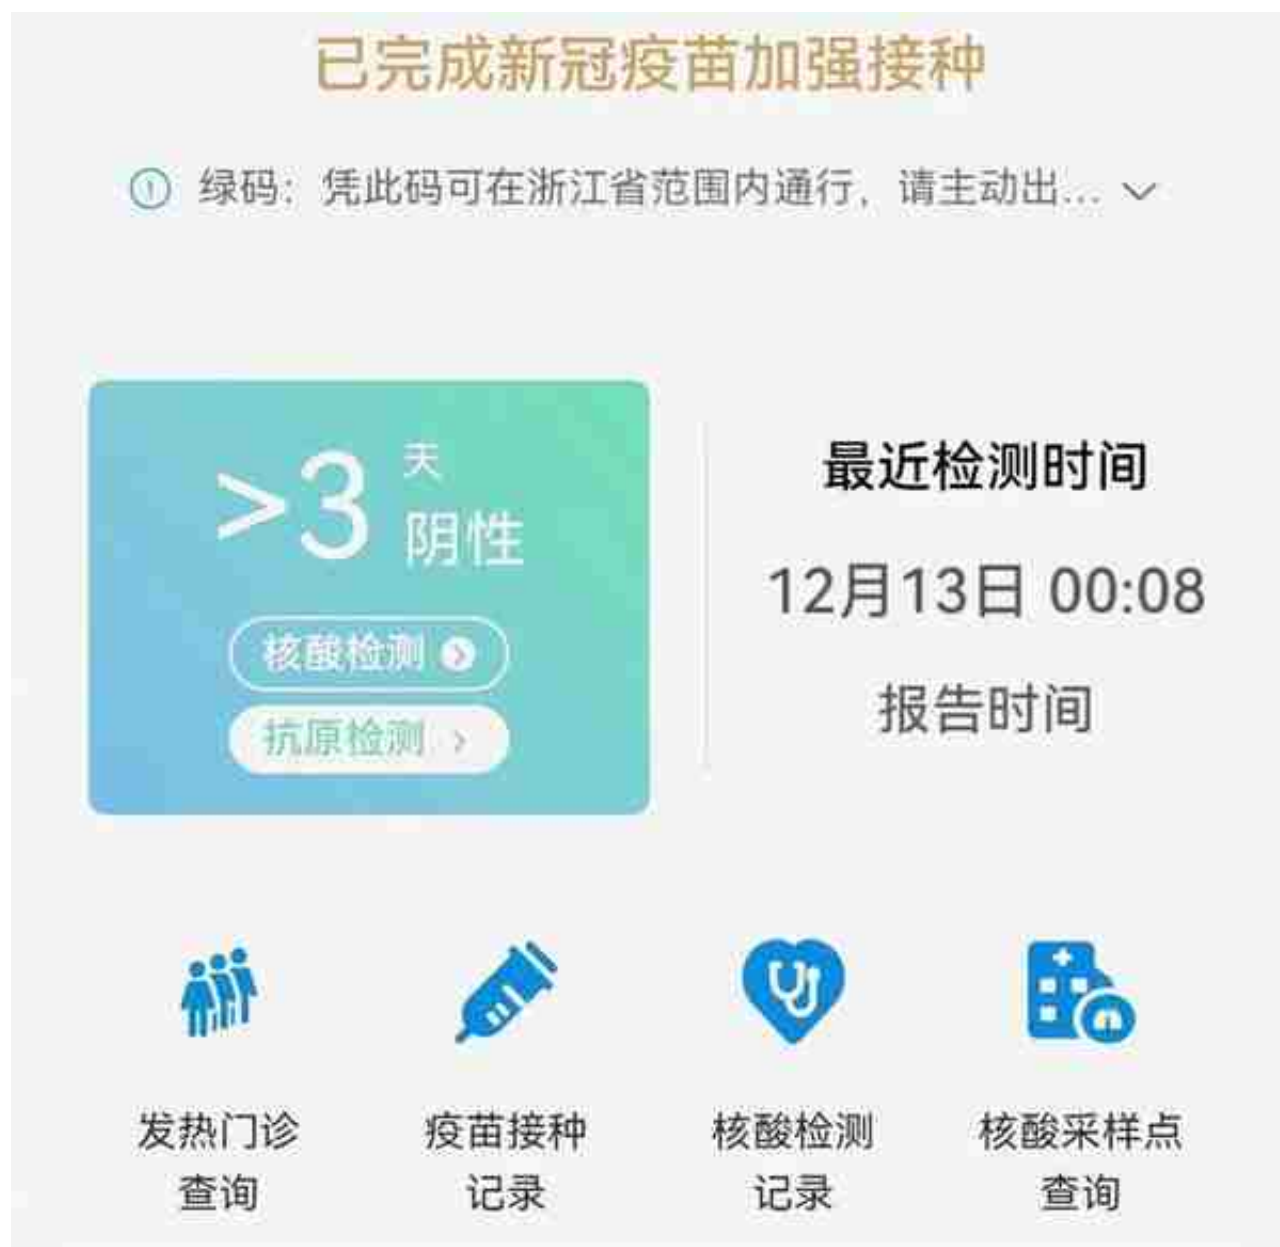 已完成新冠疫苗加强接种
绿码：凭此码可在浙江省范围内通行，请主动出...
>3 天
阴性
核酸检测
抗原检测
最近检测时间
12月13日 00:08
报告时间
发热门诊
查询
疫苗接种
记录
核酸检测
记录
核酸采样点
查询